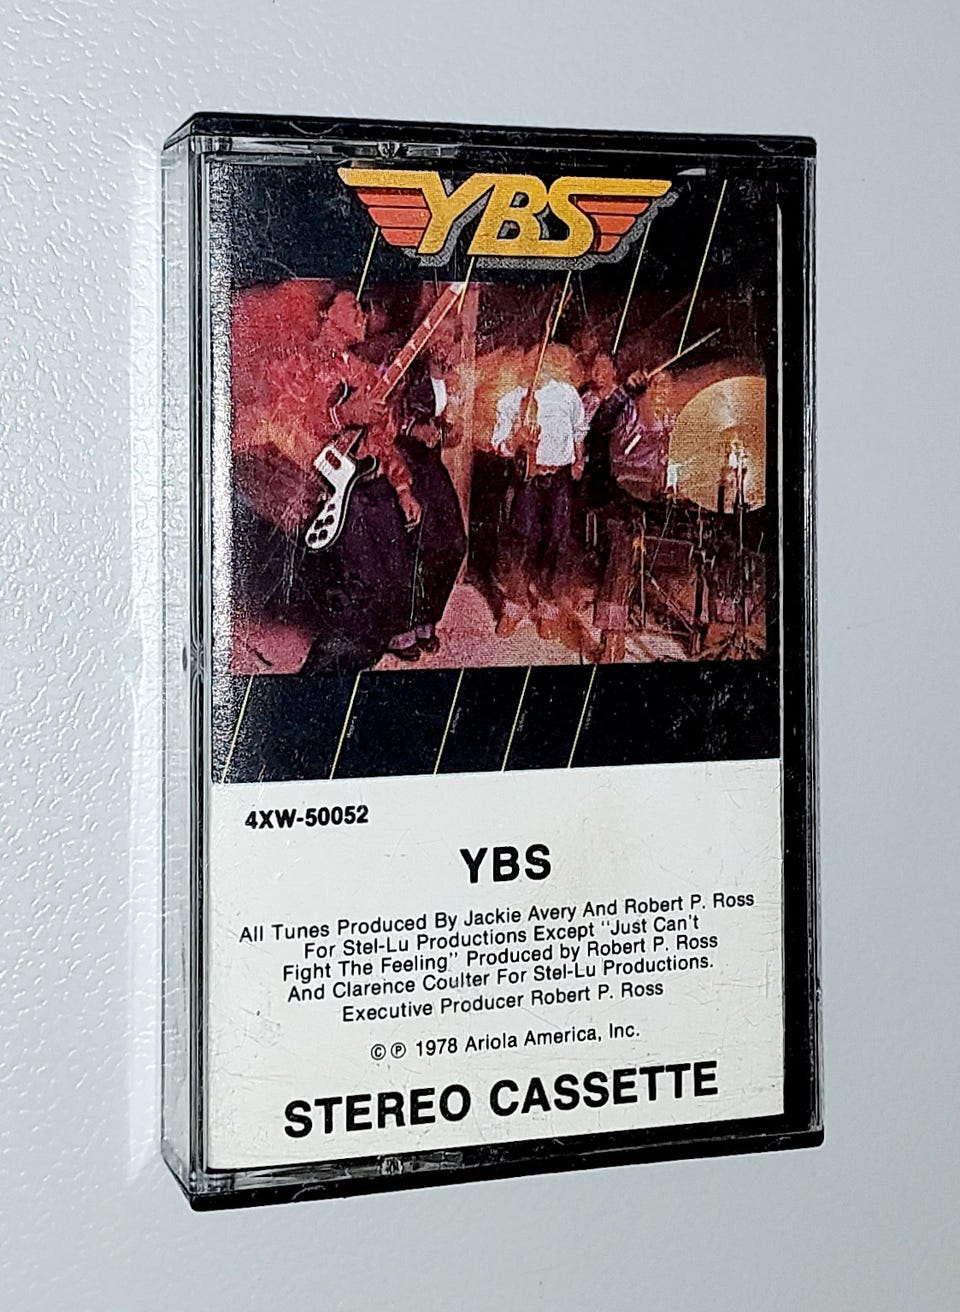 YBS
4XW-50052
YBS
All Tunes Produced By Jackie Avery And Robert P. Ross
For Stel-Lu Productions Except "Just Can't
Fight The Feeling" Produced by Robert P. Ross
And Clarence Coulter For Stel-Lu Productions.
Executive Producer Robert P. Ross
©℗ 1978 Ariola America, Inc.
STEREO CASSETTE